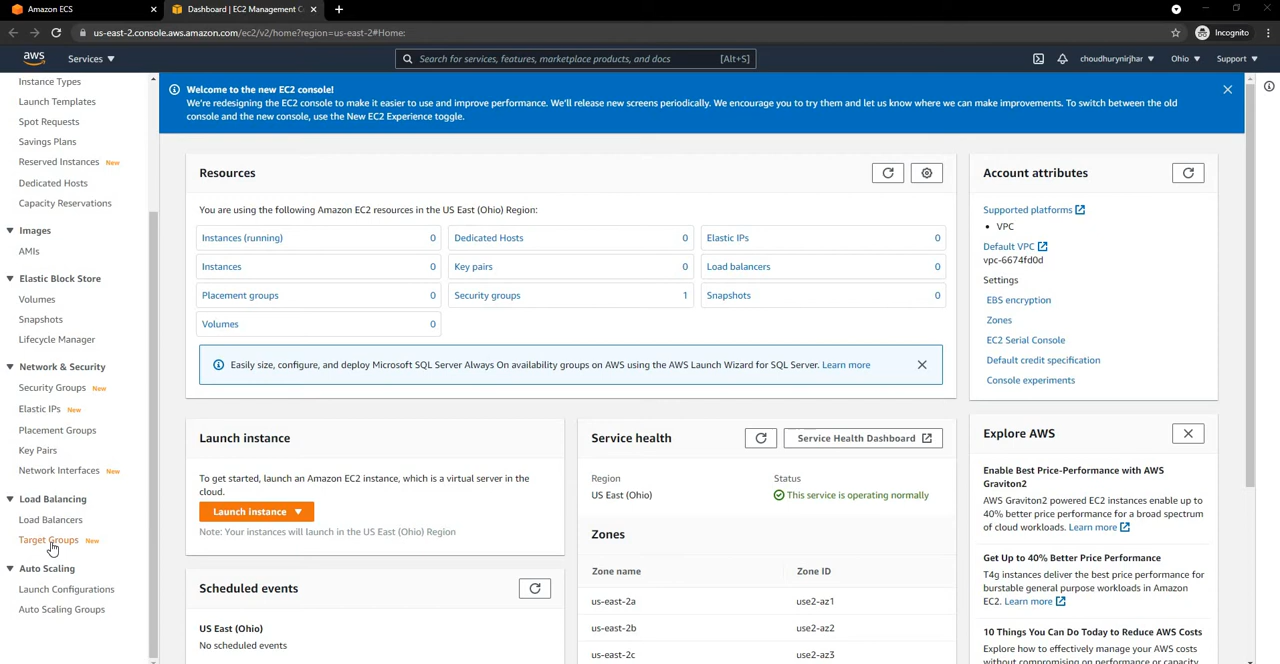 Amazon ECS
Dashboard | EC2 Management C
us-east-2.console.aws.amazon.com/ec2/v2/home?region=us-east-2#Home:
Incognito
aws
Services
Search for services, features, marketplace products, and docs
[Alt+S]
choudhurynirjhar
Ohio
Support
Instance Types
Launch Templates
Spot Requests
Savings Plans
Reserved Instances New
Dedicated Hosts
Capacity Reservations
Images
AMIs
Elastic Block Store
Volumes
Snapshots
Lifecycle Manager
Network & Security
Security Groups New
Elastic IPs New
Placement Groups
Key Pairs
Network Interfaces New
Load Balancing
Load Balancers
Target Groups New
Auto Scaling
Launch Configurations
Auto Scaling Groups
Welcome to the new EC2 console!
We're redesigning the EC2 console to make it easier to use and improve performance. We'll release new screens periodically. We encourage you to try them and let us know where we can make improvements. To switch between the old
console and the new console, use the New EC2 Experience toggle.
Resources
You are using the following Amazon EC2 resources in the US East (Ohio) Region:
Instances (running) 0
Dedicated Hosts 0
Elastic IPs 0
Instances 0
Key pairs 0
Load balancers 0
Placement groups 0
Security groups 1
Snapshots 0
Volumes 0
Easily size, configure, and deploy Microsoft SQL Server Always On availability groups on AWS using the AWS Launch Wizard for SQL Server. Learn more
Launch instance
To get started, launch an Amazon EC2 instance, which is a virtual server in the
cloud.
Launch instance
Note: Your instances will launch in the US East (Ohio) Region
Scheduled events
US East (Ohio)
No scheduled events
Service health
Service Health Dashboard
Region
Status
US East (Ohio)
This service is operating normally
Zones
Zone name
Zone ID
us-east-2a
use2-az1
us-east-2b
use2-az2
us-east-2c
use2-az3
Account attributes
Supported platforms
• VPC
Default VPC
vpc-6674fd0d
Settings
EBS encryption
Zones
EC2 Serial Console
Default credit specification
Console experiments
Explore AWS
Enable Best Price-Performance with AWS
Graviton2
AWS Graviton2 powered EC2 instances enable up to
40% better price performance for a broad spectrum
of cloud workloads. Learn more
Get Up to 40% Better Price Performance
T4g instances deliver the best price performance for
burstable general purpose workloads in Amazon
EC2. Learn more
10 Things You Can Do Today to Reduce AWS Costs
Explore how to effectively manage your AWS costs
without compromising on performance or capacity.